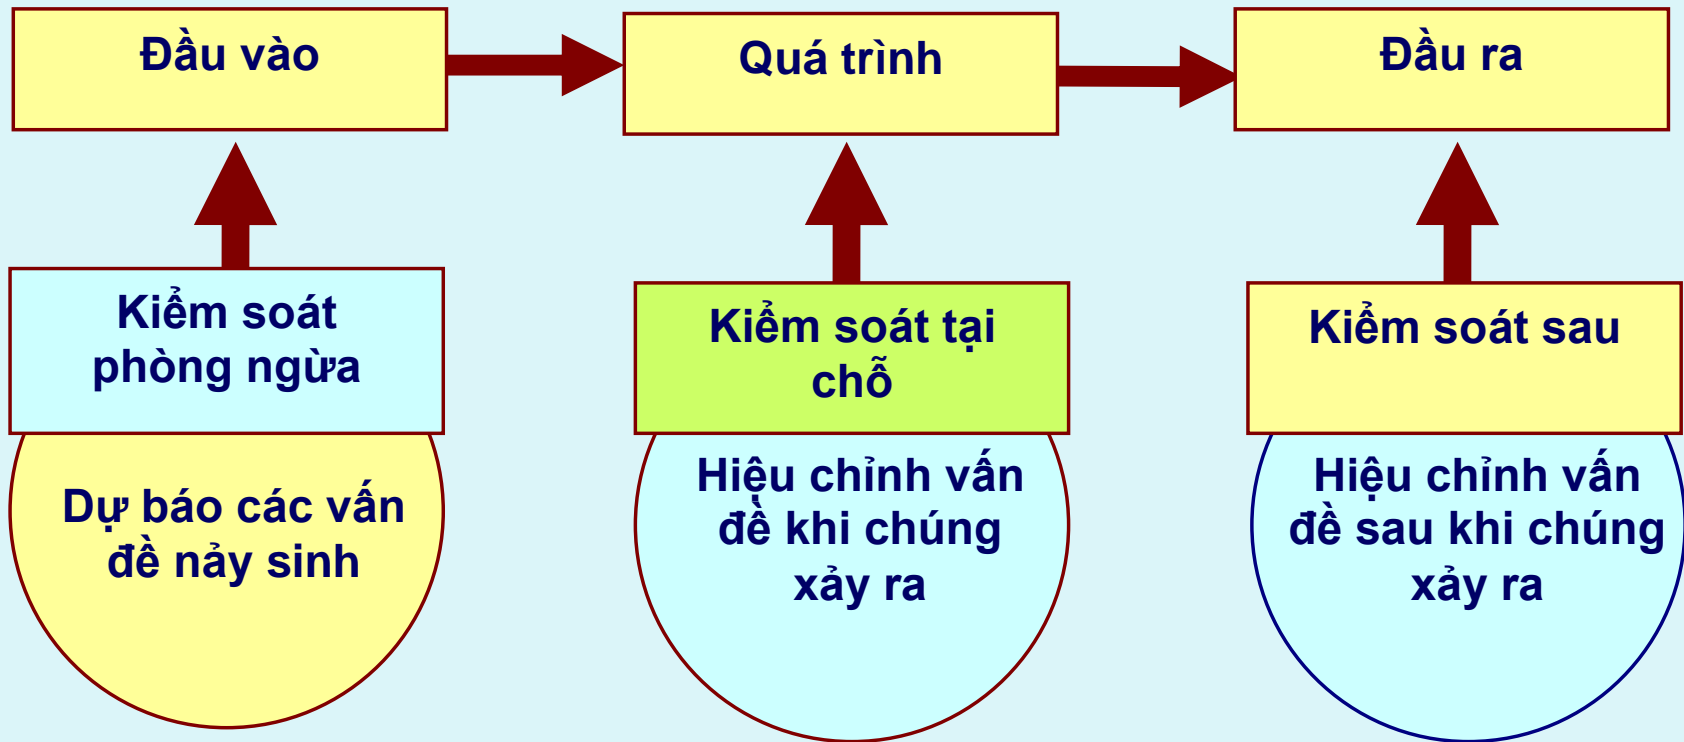 Đầu vào
Quá trình
Đầu ra
Kiểm soát
phòng ngừa
Kiểm soát tại
chỗ
Kiểm soát sau
Dự báo các vấn
đề nảy sinh
Hiệu chỉnh vấn
đề khi chúng
xảy ra
Hiệu chỉnh vấn
đề sau khi chúng
xảy ra